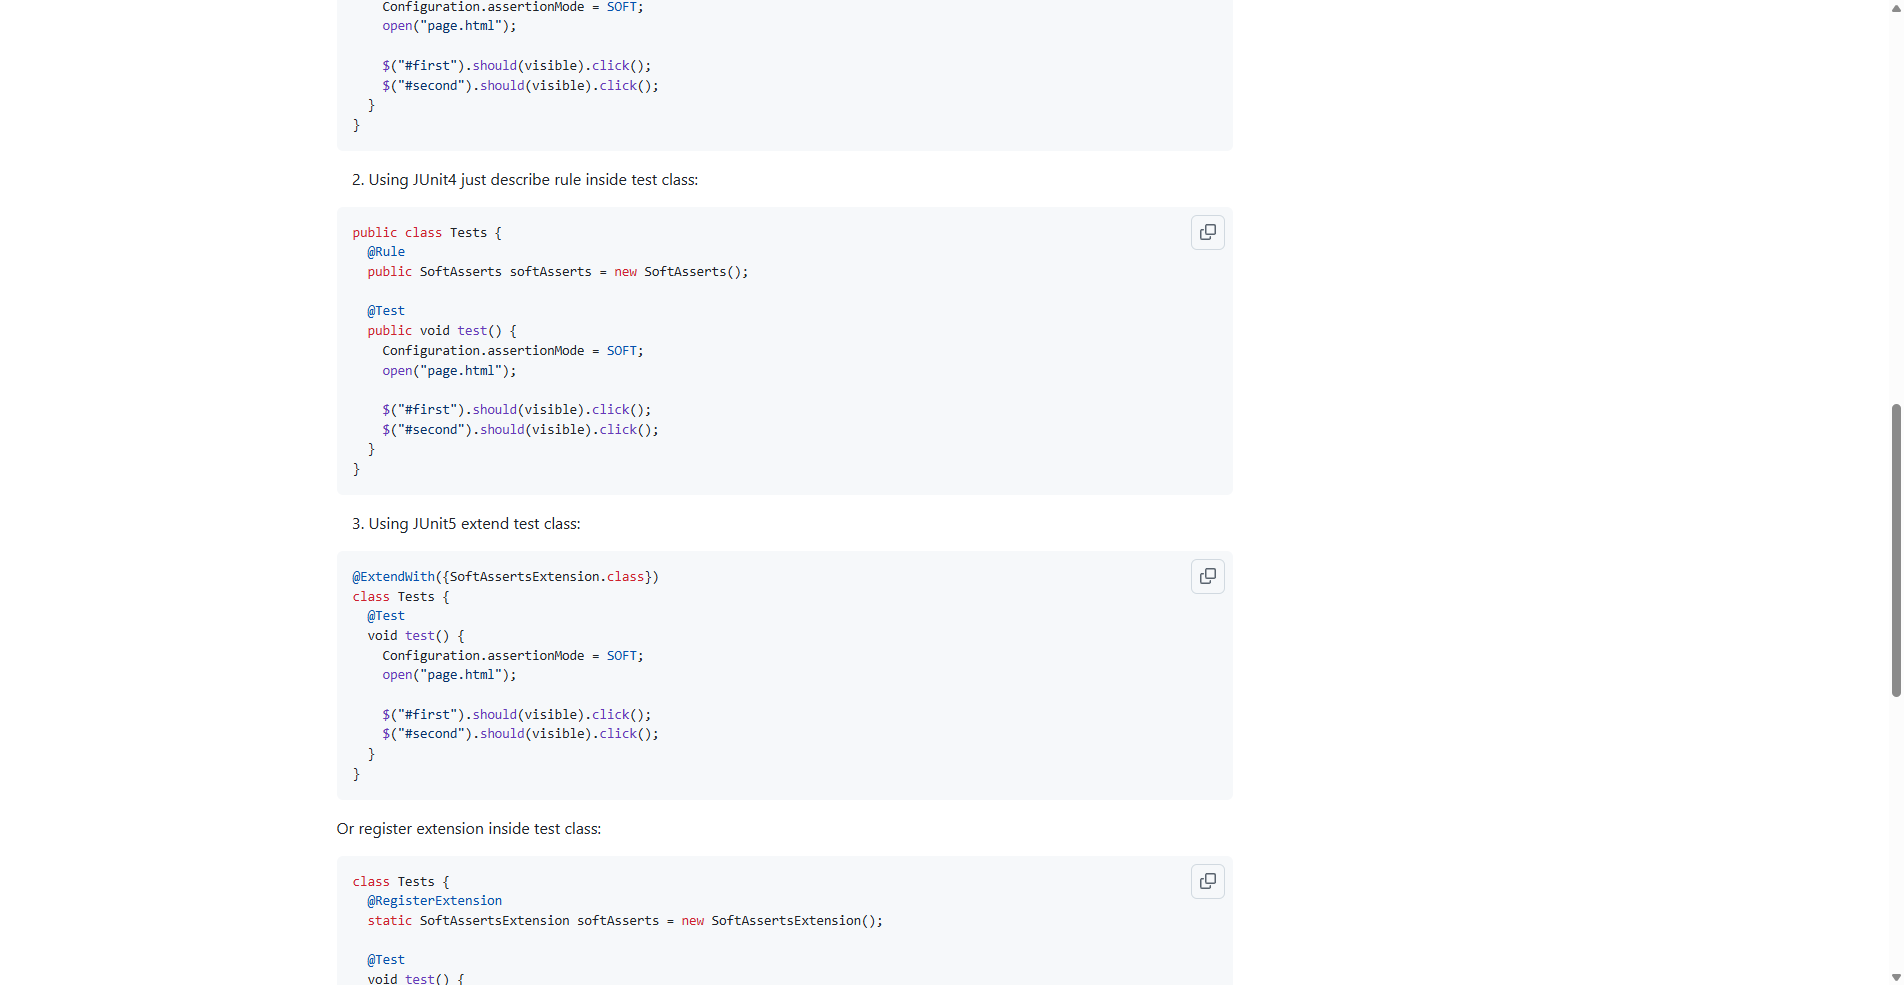 Configuration.assertionMode = SOFT;
    open("page.html");

    $("#first").should(visible).click();
    $("#second").should(visible).click();
  }
}
2. Using JUnit4 just describe rule inside test class:
public class Tests {
  @Rule
  public SoftAsserts softAsserts = new SoftAsserts();

  @Test
  public void test() {
    Configuration.assertionMode = SOFT;
    open("page.html");

    $("#first").should(visible).click();
    $("#second").should(visible).click();
  }
}
3. Using JUnit5 extend test class:
@ExtendWith({SoftAssertsExtension.class})
class Tests {
  @Test
  void test() {
    Configuration.assertionMode = SOFT;
    open("page.html");

    $("#first").should(visible).click();
    $("#second").should(visible).click();
  }
}
Or register extension inside test class:
class Tests {
  @RegisterExtension
  static SoftAssertsExtension softAsserts = new SoftAssertsExtension();

  @Test
  void test() {